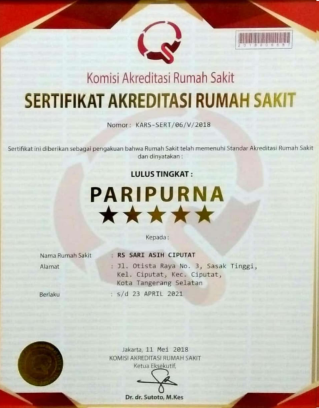 Komisi Akreditasi Rumah Sakit
SERTIFIKAT AKREDITASI RUMAH SAKIT
Nomor: KARS-SERT/06/V/2018
Sertifikat ini diberikan sebagai pengakuan bahwa Rumah Sakit telah memenuhi Standar Akreditasi Rumah Sakit
dan dinyatakan :
LULUS TINGKAT :
PARIPURNA
Kepada :
Nama Rumah Sakit : RS SARI ASIH CIPUTAT
Alamat : Jl. Otista Raya No. 3, Sasak Tinggi,
Kel. Ciputat, Kec. Ciputat,
Kota Tangerang Selatan
Berlaku : s/d 23 APRIL 2021
Jakarta, 11 Mei 2018
KOMISI AKREDITASI RUMAH SAKIT
Ketua Eksekutif,
Dr. dr. Sutoto, M.Kes